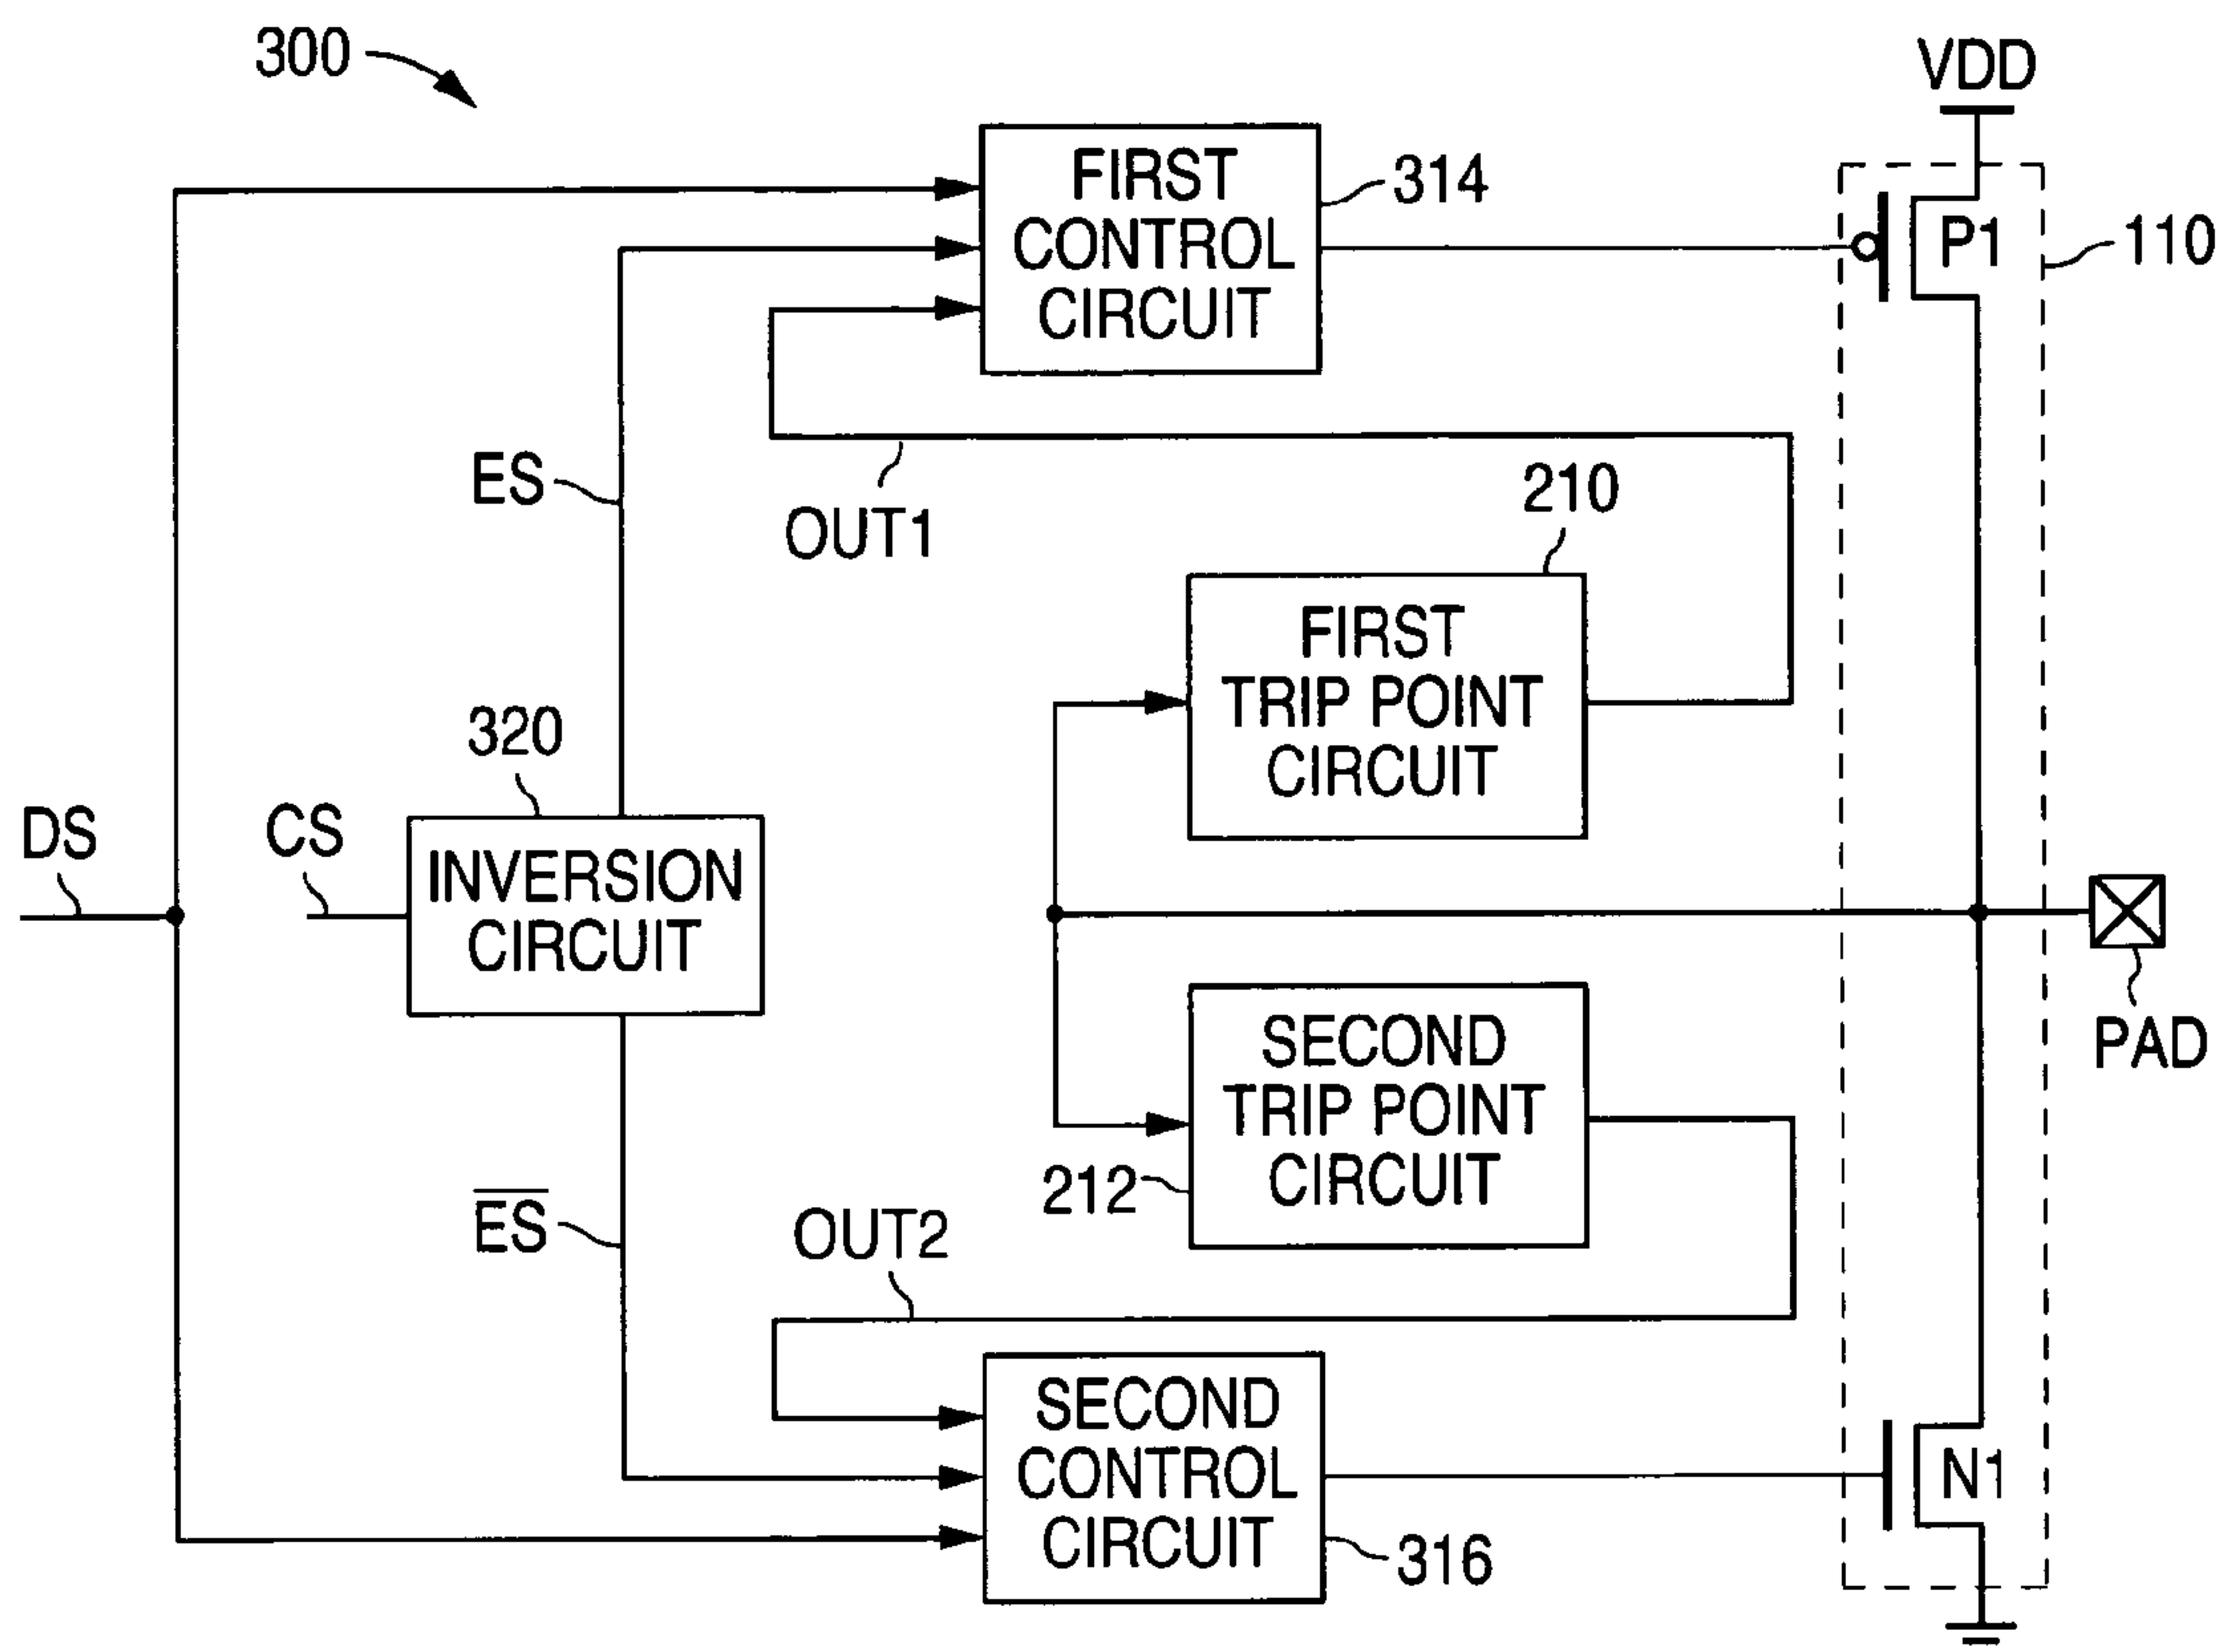 300
VDD
FIRST
CONTROL
CIRCUIT
314
P1
110
ES
OUT1
210
FIRST
TRIP POINT
CIRCUIT
320
DS
CS
INVERSION
CIRCUIT
PAD
SECOND
TRIP POINT
CIRCUIT
212
E̅S̅
OUT2
SECOND
CONTROL
CIRCUIT
N1
316